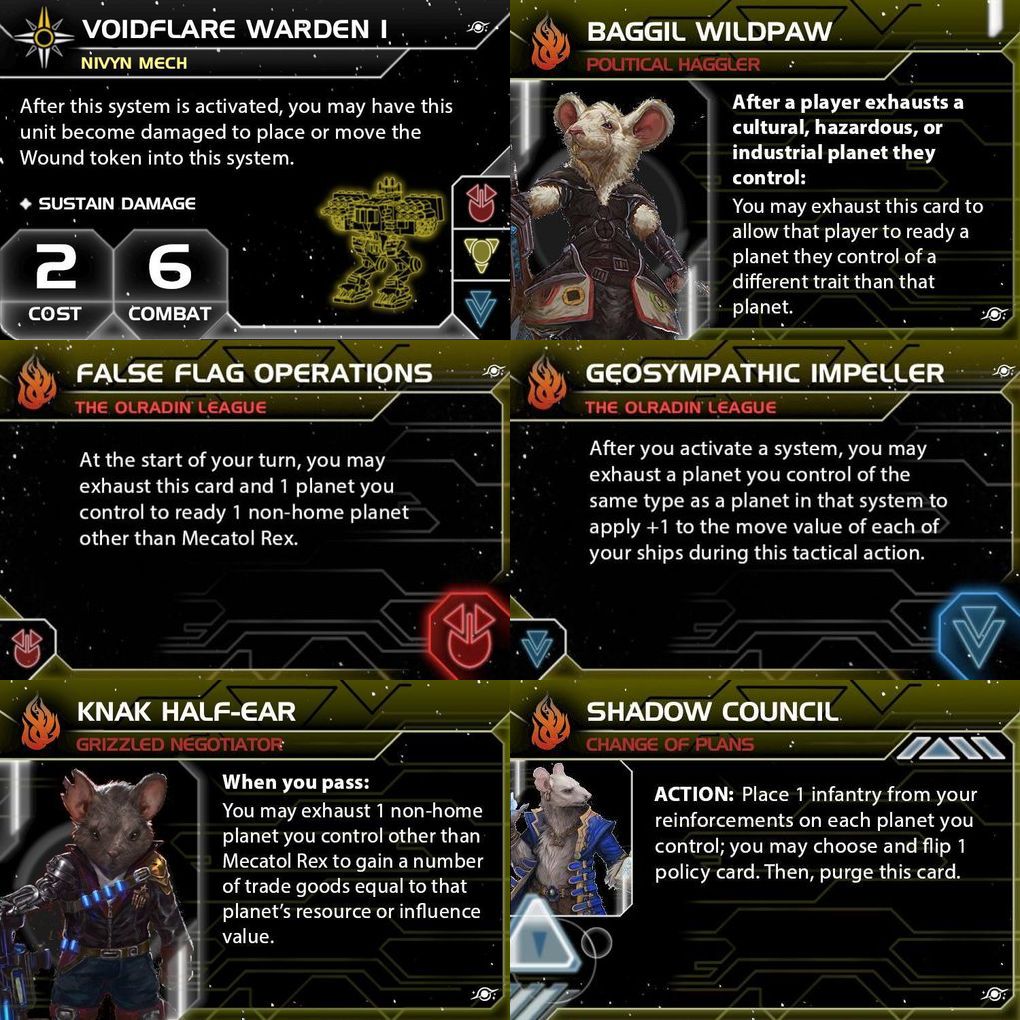 VOIDFLARE WARDEN I
NIVYN MECH
After this system is activated, you may have this
unit become damaged to place or move the
Wound token into this system.
SUSTAIN DAMAGE
2
COST
6
COMBAT
BAGGIL WILDPAW
POLITICAL HAGGLER
After a player exhausts a
cultural, hazardous, or
industrial planet they
control:
You may exhaust this card to
allow that player to ready a
planet they control of a
different trait than that
planet.
FALSE FLAG OPERATIONS
THE OLRADIN LEAGUE
At the start of your turn, you may
exhaust this card and 1 planet you
control to ready 1 non-home planet
other than Mecatol Rex.
GEOSYMPATHIC IMPELLER
THE OLRADIN LEAGUE
After you activate a system, you may
exhaust a planet you control of the
same type as a planet in that system to
apply +1 to the move value of each of
your ships during this tactical action.
KNAK HALF-EAR
GRIZZLED NEGOTIATOR
When you pass:
You may exhaust 1 non-home
planet you control other than
Mecatol Rex to gain a number
of trade goods equal to that
planet's resource or influence
value.
SHADOW COUNCIL
CHANGE OF PLANS
ACTION: Place 1 infantry from your
reinforcements on each planet you
control; you may choose and flip 1
policy card. Then, purge this card.